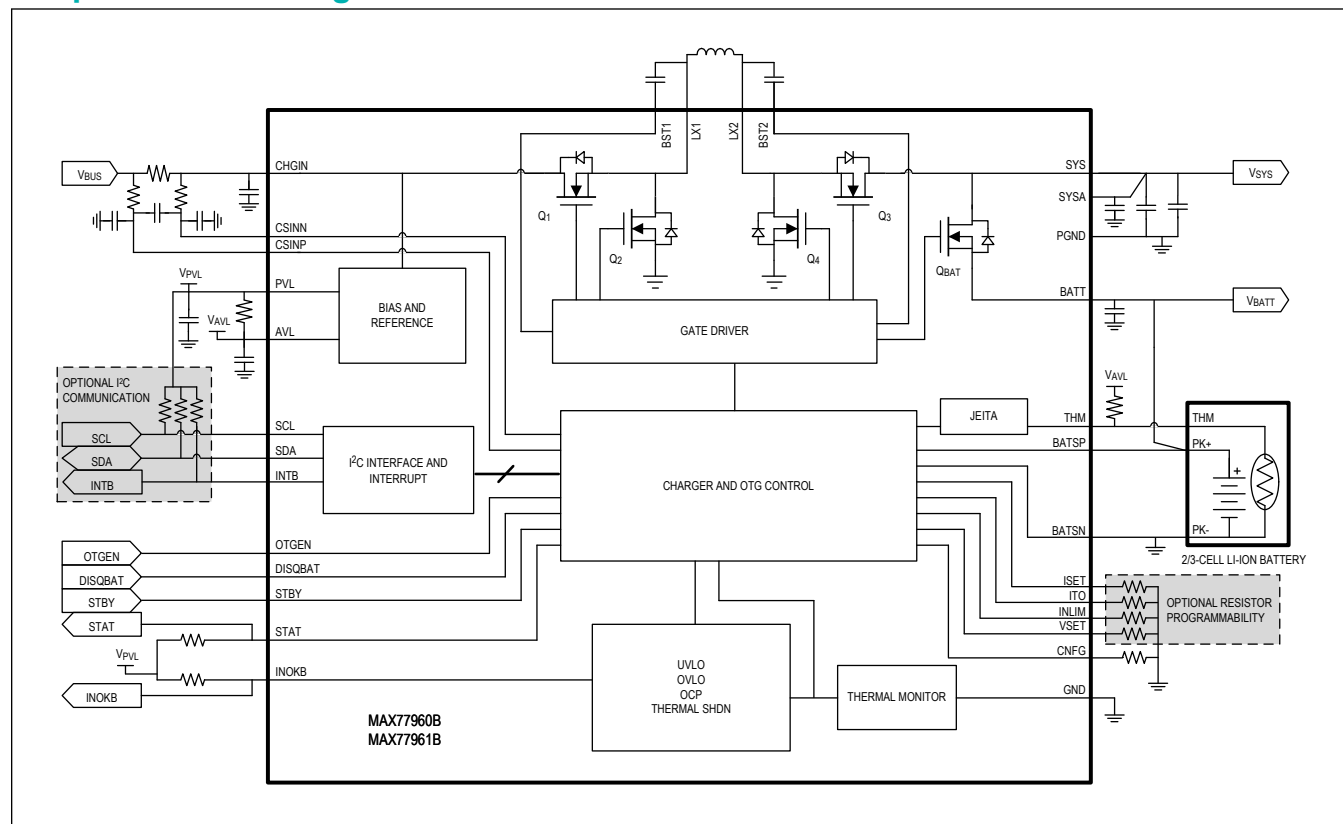 BST1
LX1
LX2
BST2
VBUS
CHGIN
SYS
VSYS
SYSA
Q1
Q3
CSINN
CSINP
Q2
Q4
QBAT
PGND
VPVL
PVL
BIAS AND
REFERENCE
BATT
VBATT
VAVL
AVL
GATE DRIVER
OPTIONAL I²C
COMMUNICATION
VAVL
JEITA
THM
THM
SCL
SCL
BATSP
PK+
SDA
SDA
I²C INTERFACE AND
INTERRUPT
INTB
INTB
CHARGER AND OTG CONTROL
+
BATSN
PK-
2/3-CELL LI-ION BATTERY
OTGEN
OTGEN
DISQBAT
DISQBAT
STBY
STBY
ISET
ITO
INLIM
VSET
OPTIONAL RESISTOR
PROGRAMMABILITY
STAT
STAT
CNFG
VPVL
INOKB
INOKB
UVLO
OVLO
OCP
THERMAL SHDN
THERMAL MONITOR
GND
MAX77960B
MAX77961B